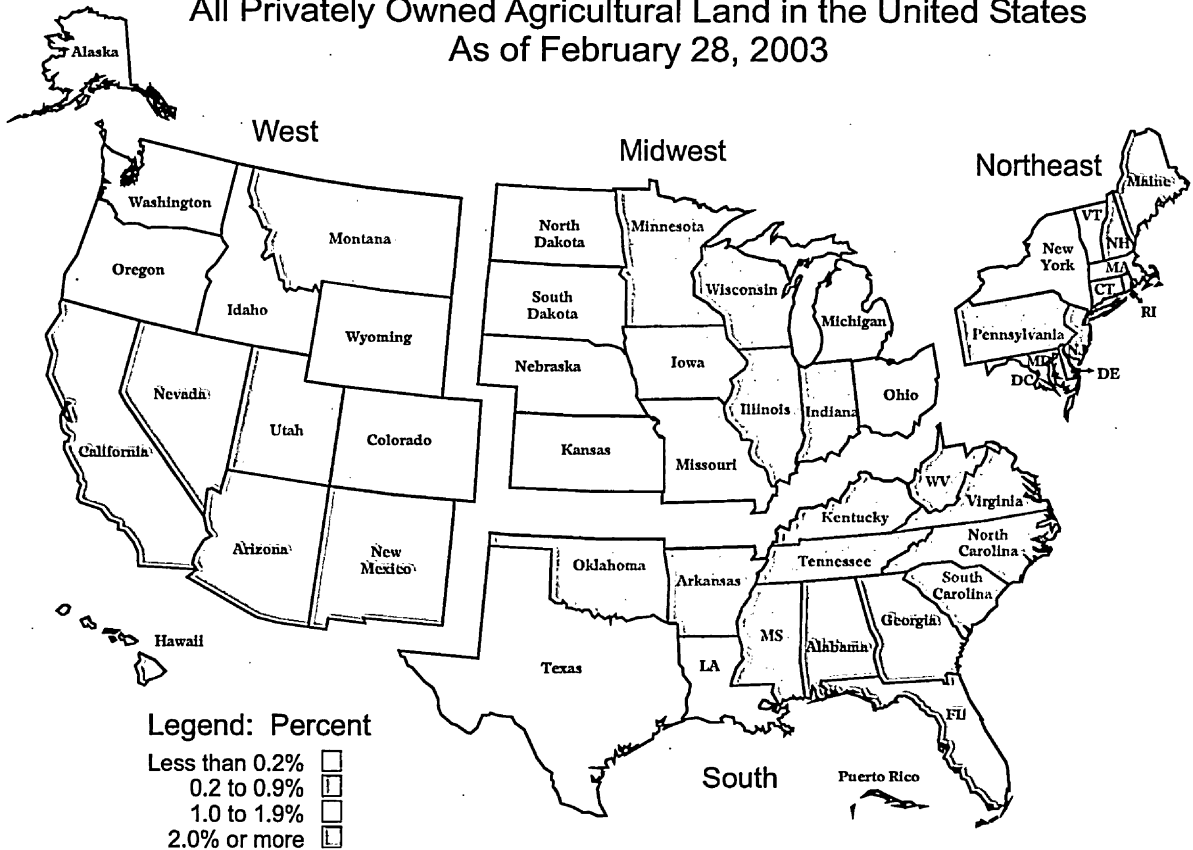 All Privately Owned Agricultural Land in the United States
As of February 28, 2003
Alaska
West
Midwest
Northeast
Washington
Oregon
Idaho
Montana
Wyoming
Nevada
California
Utah
Colorado
Arizona
New
Mexico
Hawaii
North
Dakota
South
Dakota
Nebraska
Kansas
Minnesota
Wisconsin
Michigan
Iowa
Illinois
Indiana
Ohio
Missouri
Maine
VT
NH
New
York
MA
CT
RI
Pennsylvania
MD
DE
DC
WV
Virginia
Kentucky
North
Carolina
Tennessee
South
Carolina
Oklahoma
Arkansas
Georgia
MS
Alabama
Texas
LA
FL
South
Puerto Rico
Legend: Percent
Less than 0.2%
0.2 to 0.9%
1.0 to 1.9%
2.0% or more